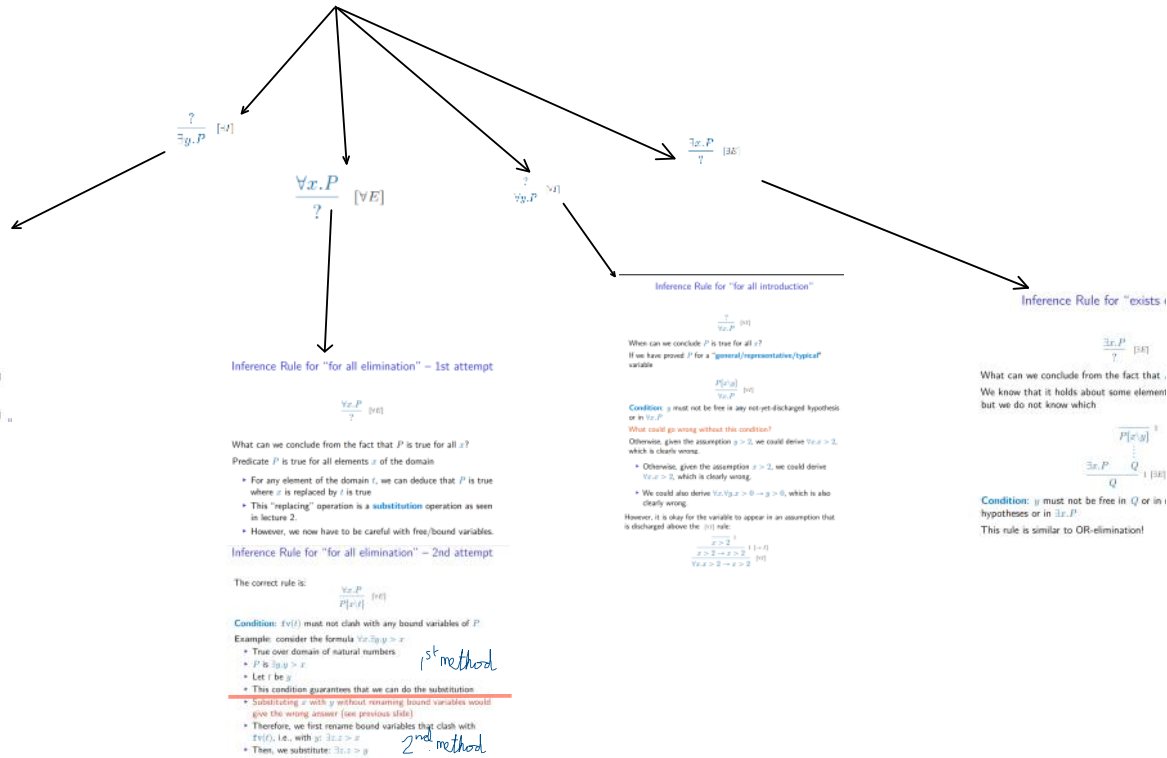 ?
∃y.P [∃I]
∀x.P
? [∀E]
?
∀y.P [∀I]
∃x.P
? [∃E]
Inference Rule for "for all elimination" – 1st attempt
∀x.P
? [∀E]
What can we conclude from the fact that P is true for all x?
Predicate P is true for all elements x of the domain
‣ For any element of the domain t, we can deduce that P is true
where x is replaced by t is true
‣ This "replacing" operation is a substitution operation as seen
in lecture 2.
‣ However, we now have to be careful with free/bound variables.
Inference Rule for "for all elimination" – 2nd attempt
The correct rule is:
∀x.P
P[x\t] [∀E]
Condition: fv(t) must not clash with any bound variables of P
Example: consider the formula ∀x.∃y.y > x
• True over domain of natural numbers
• P is ∃y.y > x
• Let t be y
• This condition guarantees that we can do the substitution
1st method
• Substituting x with y without renaming bound variables would
give the wrong answer (see previous slide)
• Therefore, we first rename bound variables that clash with
fv(t), i.e., with y: ∃z.z > x
• Then, we substitute: ∃z.z > y
2nd method
Inference Rule for "for all introduction"
?
∀x.P [∀I]
When can we conclude P is true for all x?
If we have proved P for a "general/representative/typical"
variable
P[x\y]
∀x.P [∀I]
Condition: y must not be free in any not-yet-discharged hypothesis
or in ∀x.P
What could go wrong without this condition?
Otherwise, given the assumption y > 2, we could derive ∀x.x > 2,
which is clearly wrong.
‣ Otherwise, given the assumption x > 2, we could derive
∀x.x > 2, which is clearly wrong.
‣ We could also derive ∀x.∀y.x > 0 → y > 0, which is also
clearly wrong.
However, it is okay for the variable to appear in an assumption that
is discharged above the [∀I] rule:
x > 2 1
x > 2 → x > 2 1 [→ I]
∀x.x > 2 → x > 2 [∀I]
Inference Rule for "exists
∃x.P
? [∃E]
What can we conclude from the fact that
We know that it holds about some element
but we do not know which
P[x\y] 1
⋮
∃x.P Q
Q 1 [∃E]
Condition: y must not be free in Q or in
hypotheses or in ∃x.P
This rule is similar to OR-elimination!